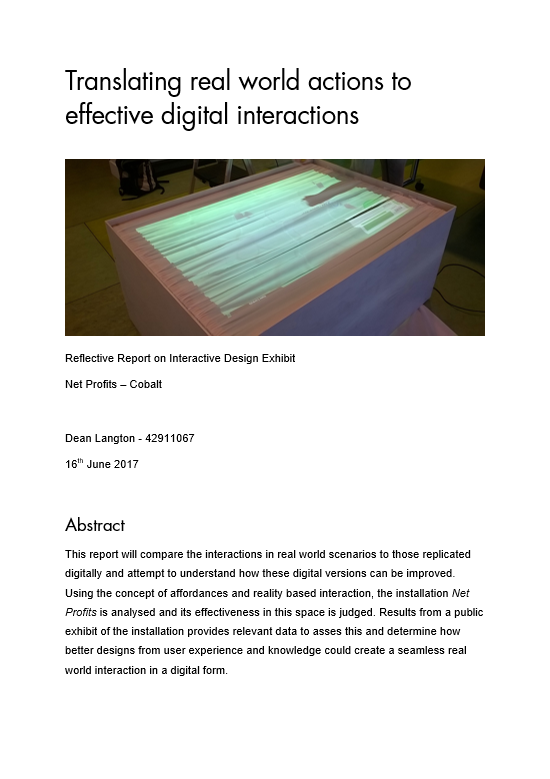 Translating real world actions to
effective digital interactions
Reflective Report on Interactive Design Exhibit
Net Profits – Cobalt
Dean Langton - 42911067
16th June 2017
Abstract
This report will compare the interactions in real world scenarios to those replicated
digitally and attempt to understand how these digital versions can be improved.
Using the concept of affordances and reality based interaction, the installation Net
Profits is analysed and its effectiveness in this space is judged. Results from a public
exhibit of the installation provides relevant data to asses this and determine how
better designs from user experience and knowledge could create a seamless real
world interaction in a digital form.